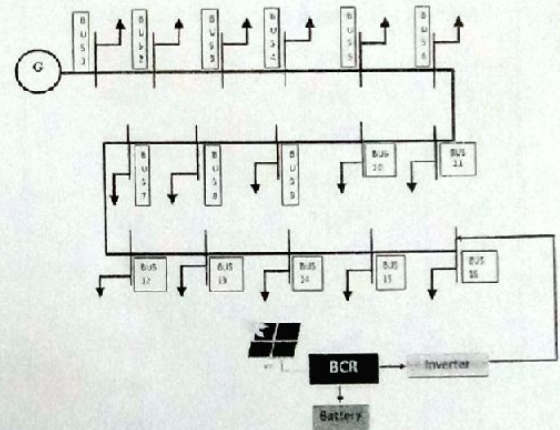 G
BUS 1
BUS 2
BUS 3
BUS 4
BUS 5
BUS 6
BUS 7
BUS 8
BUS 9
BUS 10
BUS 11
BUS 12
BUS 13
BUS 14
BUS 15
BUS 16
BCR
Inverter
Battery